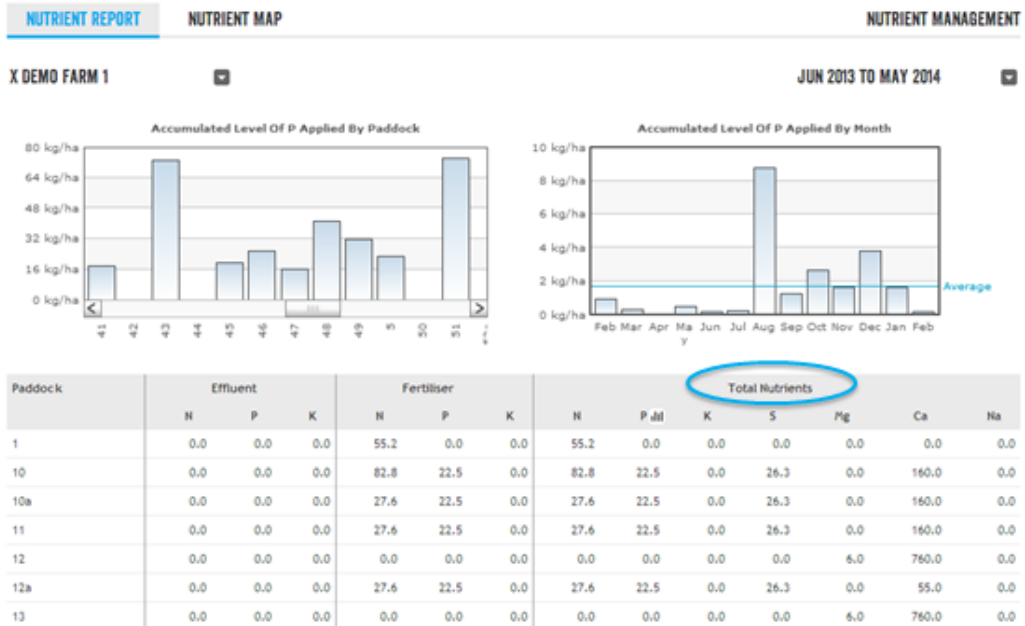 NUTRIENT REPORT NUTRIENT MAP NUTRIENT MANAGEMENT
X DEMO FARM 1 JUN 2013 TO MAY 2014
Accumulated Level Of P Applied By Paddock
80 kg/ha
64 kg/ha
48 kg/ha
32 kg/ha
16 kg/ha
0 kg/ha
41 42 43 44 45 46 47 48 49 5 50 51
Accumulated Level Of P Applied By Month
10 kg/ha
8 kg/ha
6 kg/ha
4 kg/ha
2 kg/ha
0 kg/ha
Average
Feb Mar Apr Ma Jun Jul Aug Sep Oct Nov Dec Jan Feb
y
Paddock Effluent Fertiliser Total Nutrients
N P K N P K N P K S Mg Ca Na
1 0.0 0.0 0.0 55.2 0.0 0.0 55.2 0.0 0.0 0.0 0.0 0.0 0.0
10 0.0 0.0 0.0 82.8 22.5 0.0 82.8 22.5 0.0 26.3 0.0 160.0 0.0
10a 0.0 0.0 0.0 27.6 22.5 0.0 27.6 22.5 0.0 26.3 0.0 160.0 0.0
11 0.0 0.0 0.0 27.6 22.5 0.0 27.6 22.5 0.0 26.3 0.0 160.0 0.0
12 0.0 0.0 0.0 0.0 0.0 0.0 0.0 0.0 0.0 0.0 6.0 760.0 0.0
12a 0.0 0.0 0.0 27.6 22.5 0.0 27.6 22.5 0.0 26.3 0.0 55.0 0.0
13 0.0 0.0 0.0 0.0 0.0 0.0 0.0 0.0 0.0 0.0 6.0 760.0 0.0